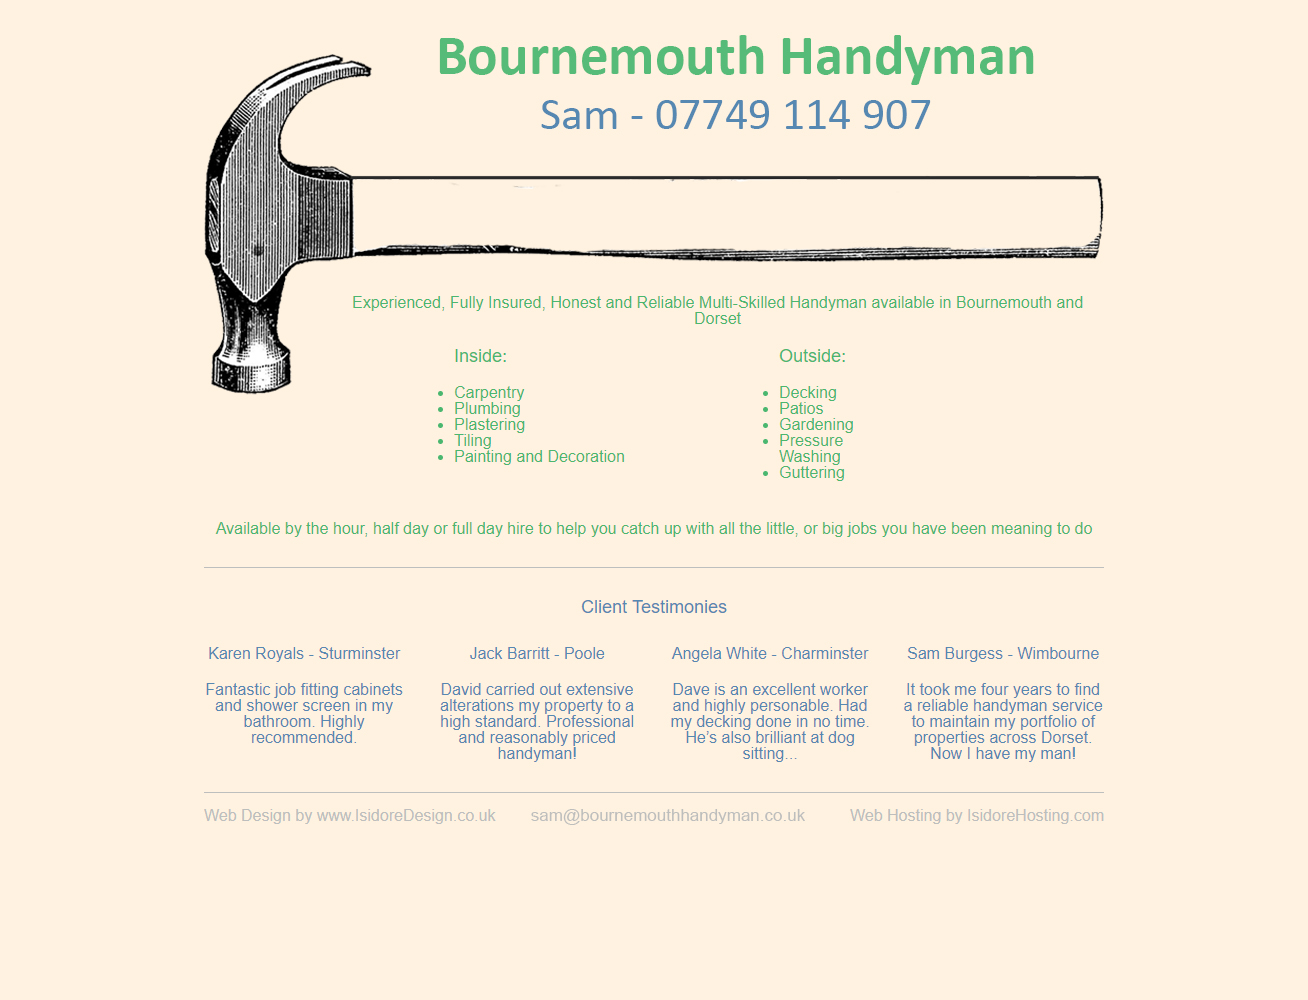 Bournemouth Handyman
Sam - 07749 114 907
Experienced, Fully Insured, Honest and Reliable Multi-Skilled Handyman available in Bournemouth and
Dorset
Inside:
• Carpentry
• Plumbing
• Plastering
• Tiling
• Painting and Decoration
Outside:
• Decking
• Patios
• Gardening
• Pressure
Washing
• Guttering
Available by the hour, half day or full day hire to help you catch up with all the little, or big jobs you have been meaning to do
Client Testimonies
Karen Royals - Sturminster
Fantastic job fitting cabinets
and shower screen in my
bathroom. Highly
recommended.
Jack Barritt - Poole
David carried out extensive
alterations my property to a
high standard. Professional
and reasonably priced
handyman!
Angela White - Charminster
Dave is an excellent worker
and highly personable. Had
my decking done in no time.
He's also brilliant at dog
sitting...
Sam Burgess - Wimbourne
It took me four years to find
a reliable handyman service
to maintain my portfolio of
properties across Dorset.
Now I have my man!
Web Design by www.IsidoreDesign.co.uk
sam@bournemouthhandyman.co.uk
Web Hosting by IsidoreHosting.com